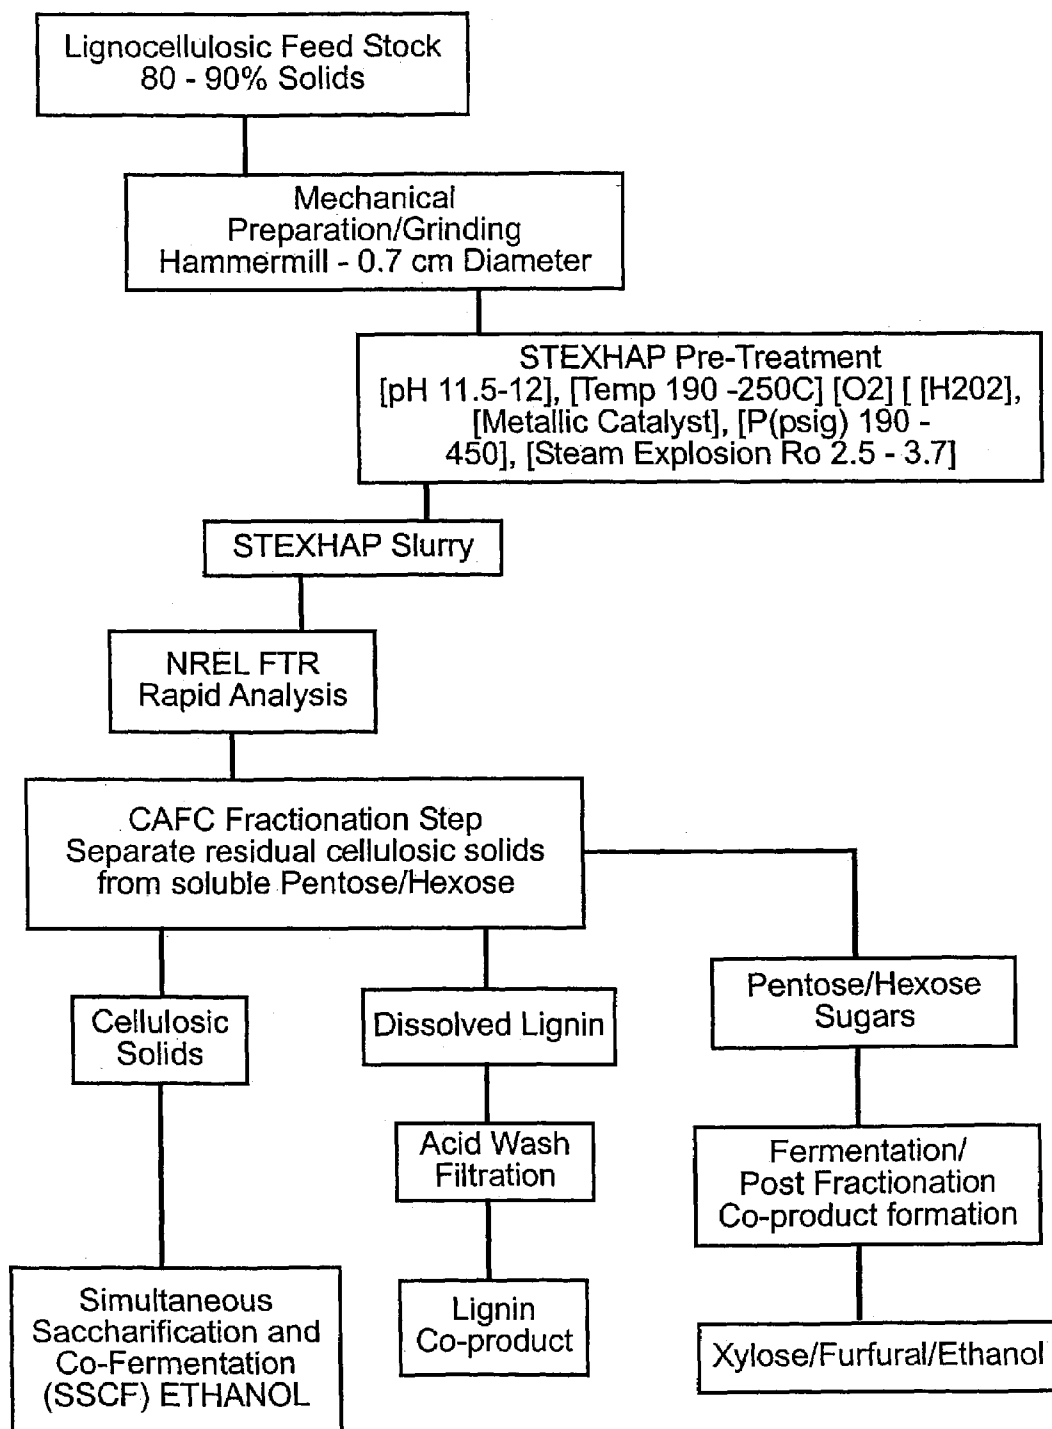 Lignocellulosic Feed Stock
80 - 90% Solids
Mechanical
Preparation/Grinding
Hammermill - 0.7 cm Diameter
STEXHAP Pre-Treatment
[pH 11.5-12], [Temp 190 -250C] [O2] [ [H202],
[Metallic Catalyst], [P(psig) 190 -
450], [Steam Explosion Ro 2.5 - 3.7]
STEXHAP Slurry
NREL FTR
Rapid Analysis
CAFC Fractionation Step
Separate residual cellulosic solids
from soluble Pentose/Hexose
Cellulosic
Solids
Dissolved Lignin
Pentose/Hexose
Sugars
Acid Wash
Filtration
Fermentation/
Post Fractionation
Co-product formation
Simultaneous
Saccharification and
Co-Fermentation
(SSCF) ETHANOL
Lignin
Co-product
Xylose/Furfural/Ethanol